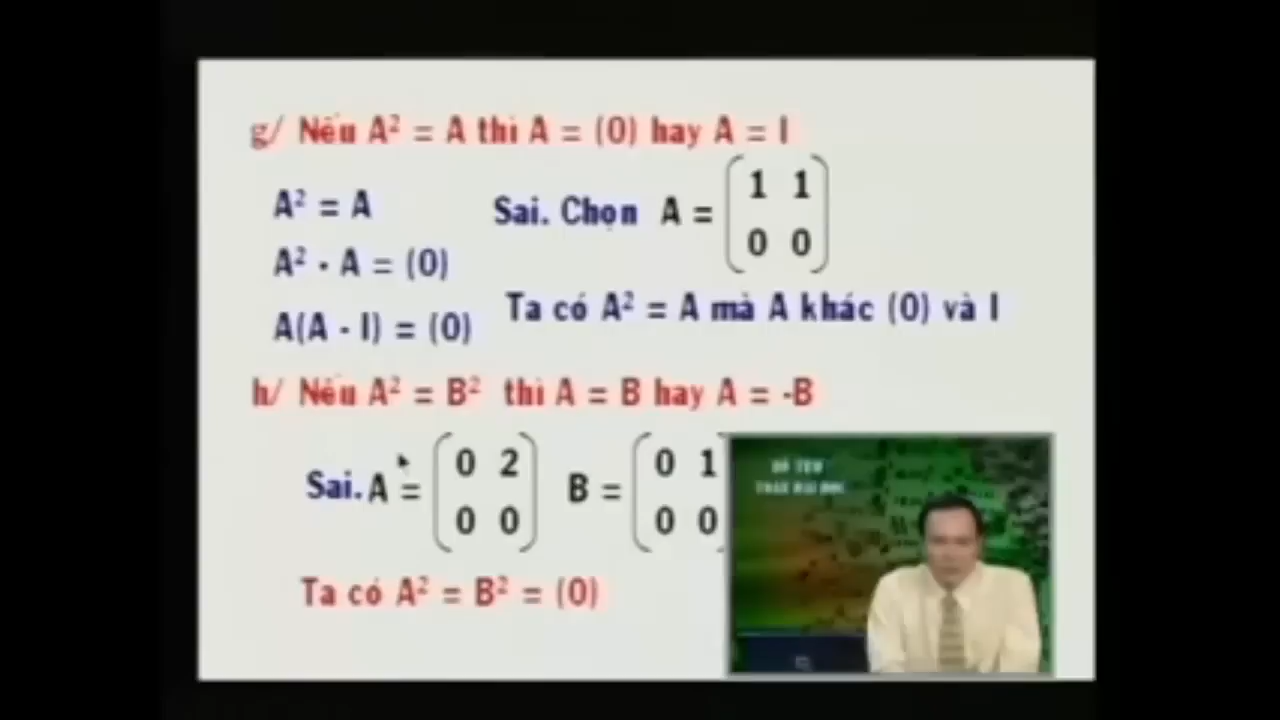 g/ Nếu A² = A thì A = (0) hay A = I
A² = A
Sai. Chọn A = (1 1
0 0)
A² - A = (0)
A(A - I) = (0)
Ta có A² = A mà A khác (0) và I
h/ Nếu A² = B² thì A = B hay A = -B
Sai. A = (0 2
0 0)
B = (0 1
0 0
Ta có A² = B² = (0)